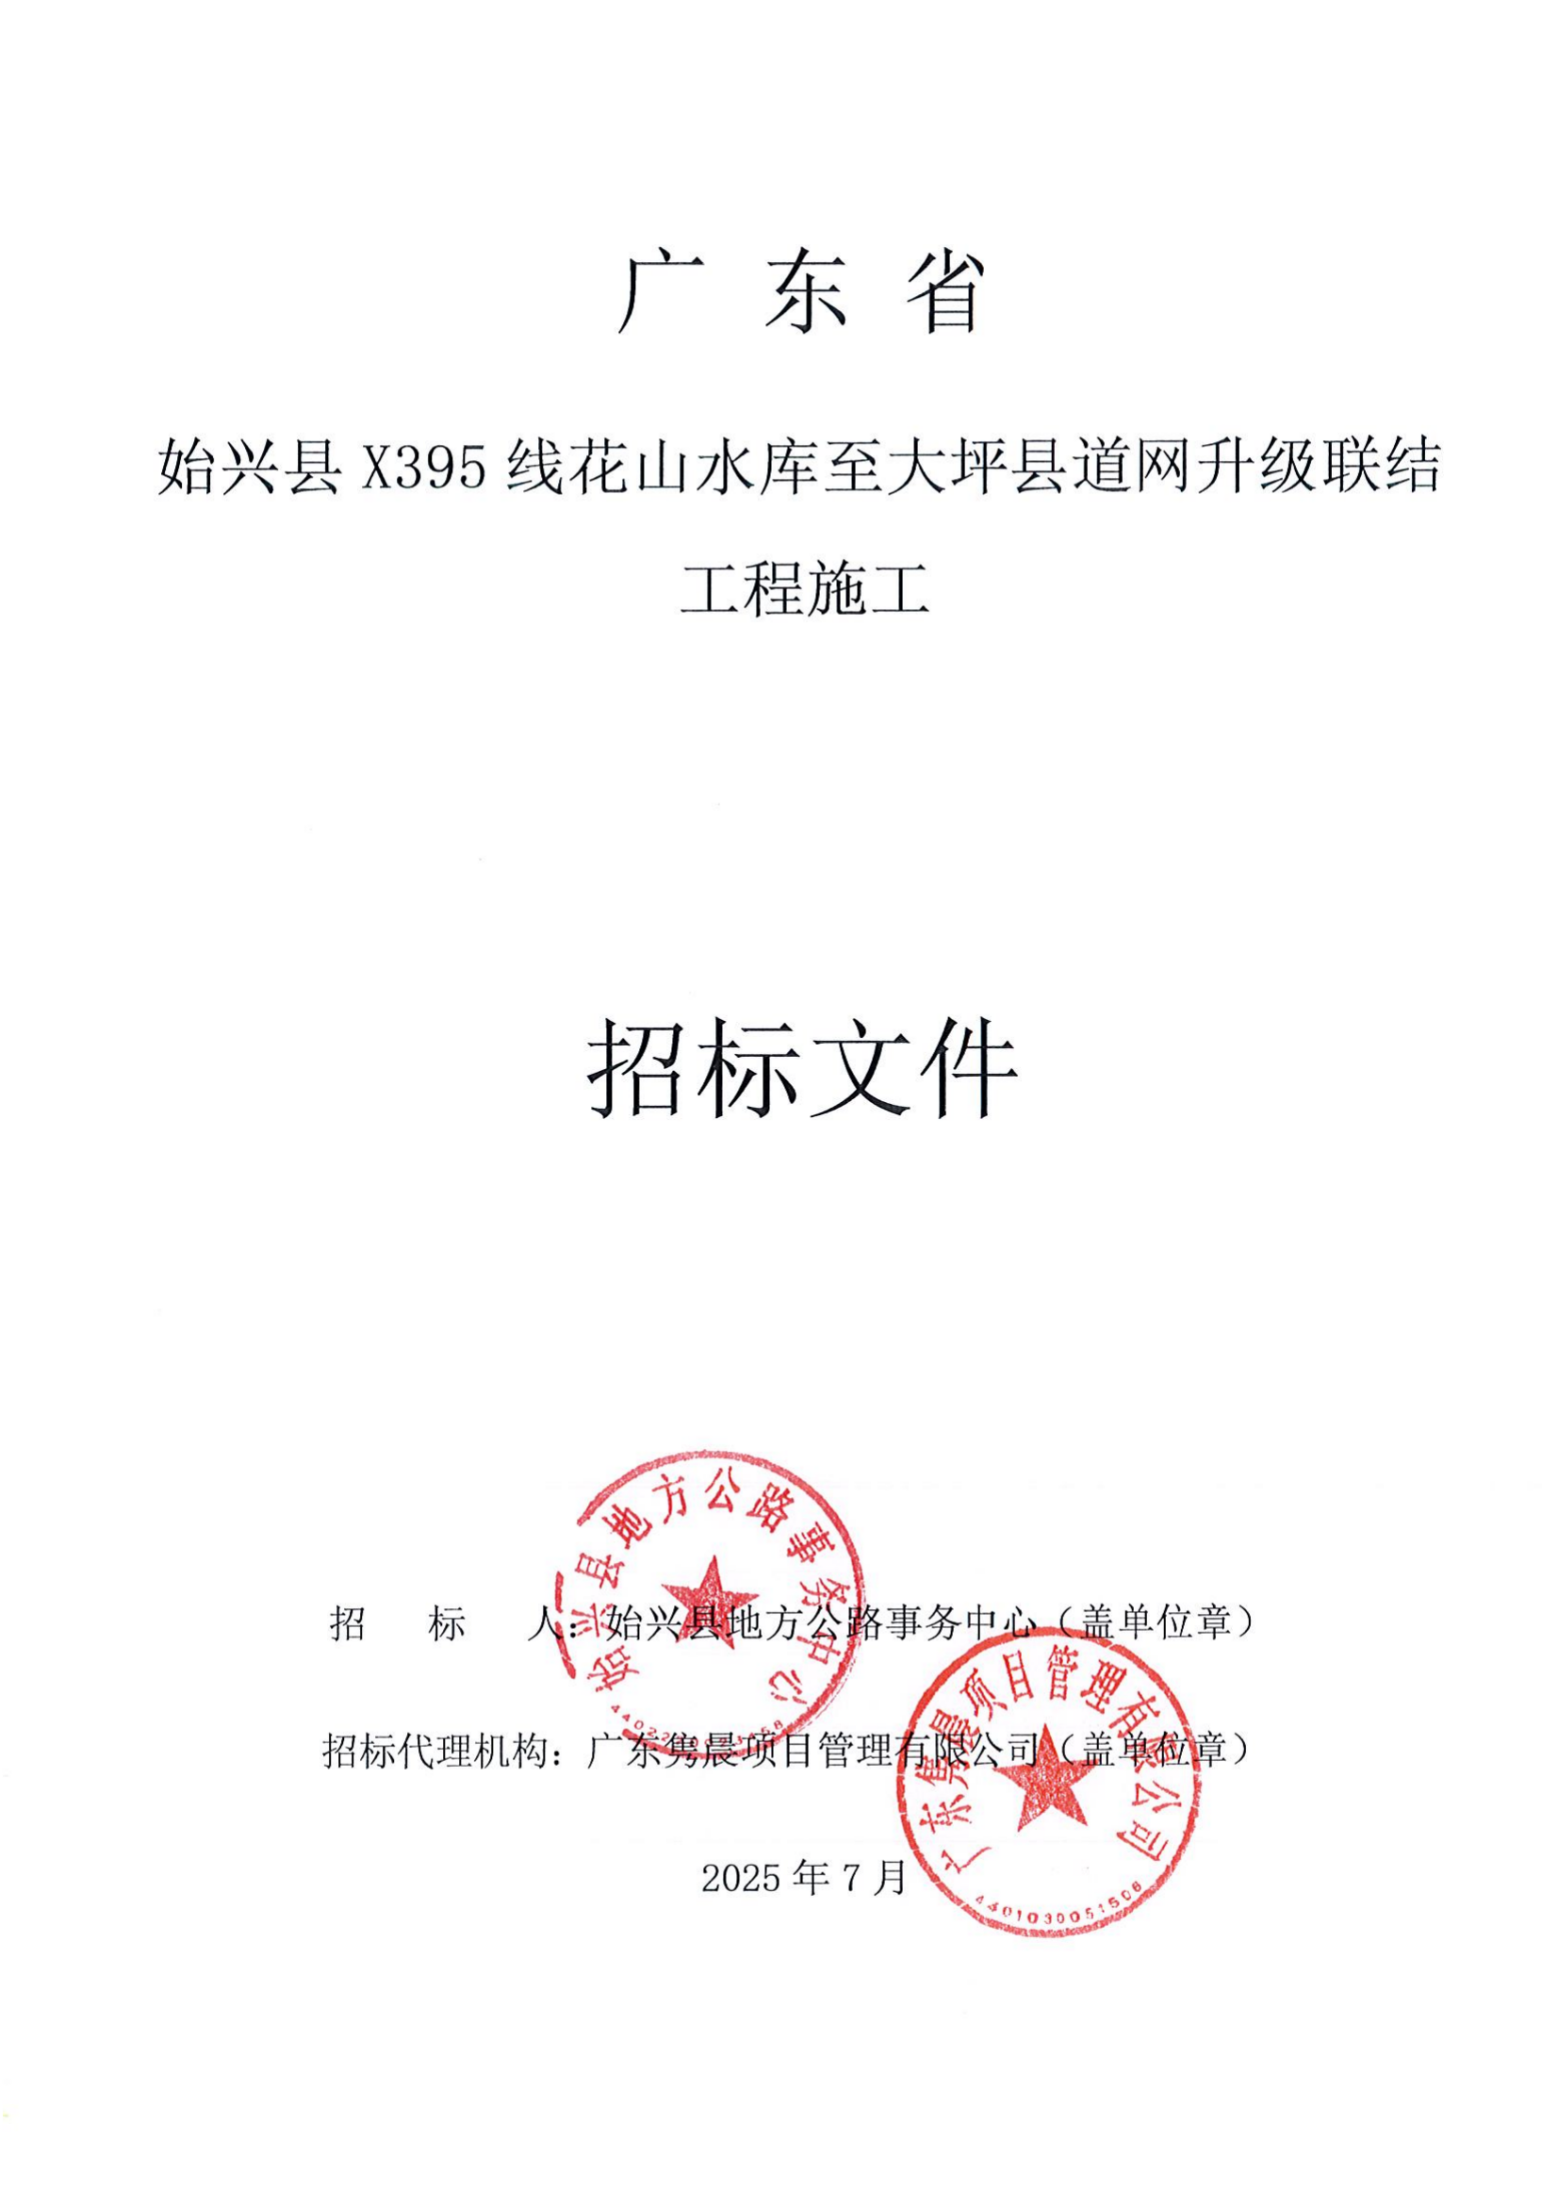 广 东 省
始兴县 X395 线花山水库至大坪县道网升级联结
工程施工
招标文件
始兴县地方公路事务中心
招 标 人：始兴县地方公路事务中心（盖单位章）
广东隽晨项目管理有限公司
招标代理机构：广东隽晨项目管理有限公司（盖单位章）
2025 年 7 月
4401030051506